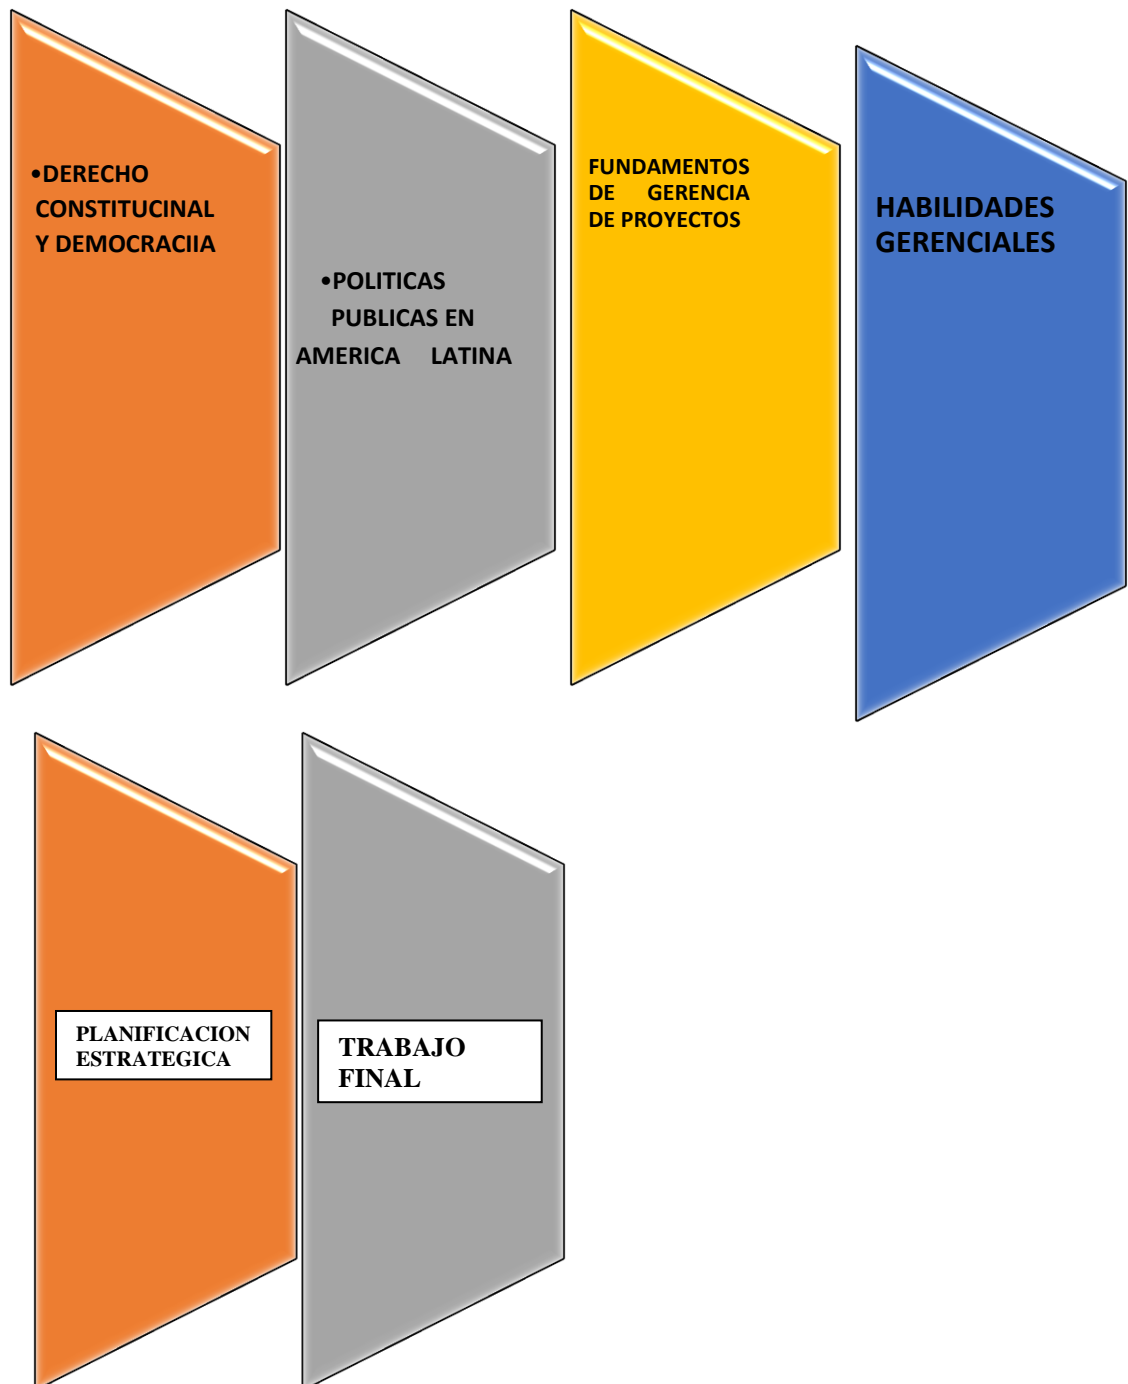 •DERECHO
CONSTITUCINAL
Y DEMOCRACIIA
•POLITICAS
PUBLICAS EN
AMERICA LATINA
FUNDAMENTOS
DE GERENCIA
DE PROYECTOS
HABILIDADES
GERENCIALES
PLANIFICACION
ESTRATEGICA
TRABAJO
FINAL